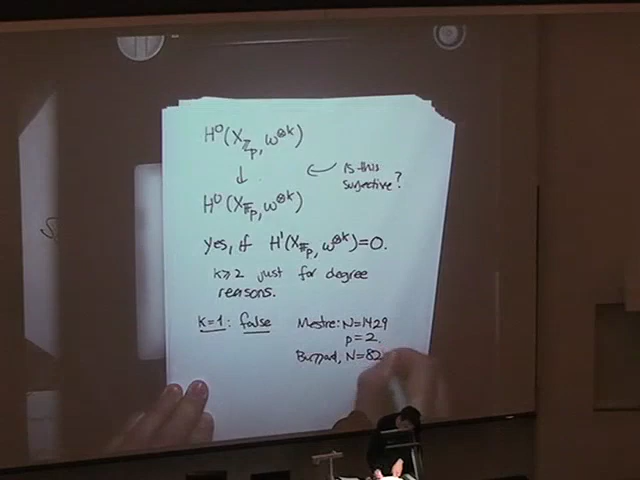 H⁰(X_ℤp, ω^⊗k)
↓
Is this surjective?
H⁰(X_𝔽p, ω^⊗k)
Yes, if H¹(X_𝔽p, ω^⊗k)=0.
k≥2 just for degree
reasons.
k=1: false
Mestre: N=1429
p=2.
Buzzard, N=82